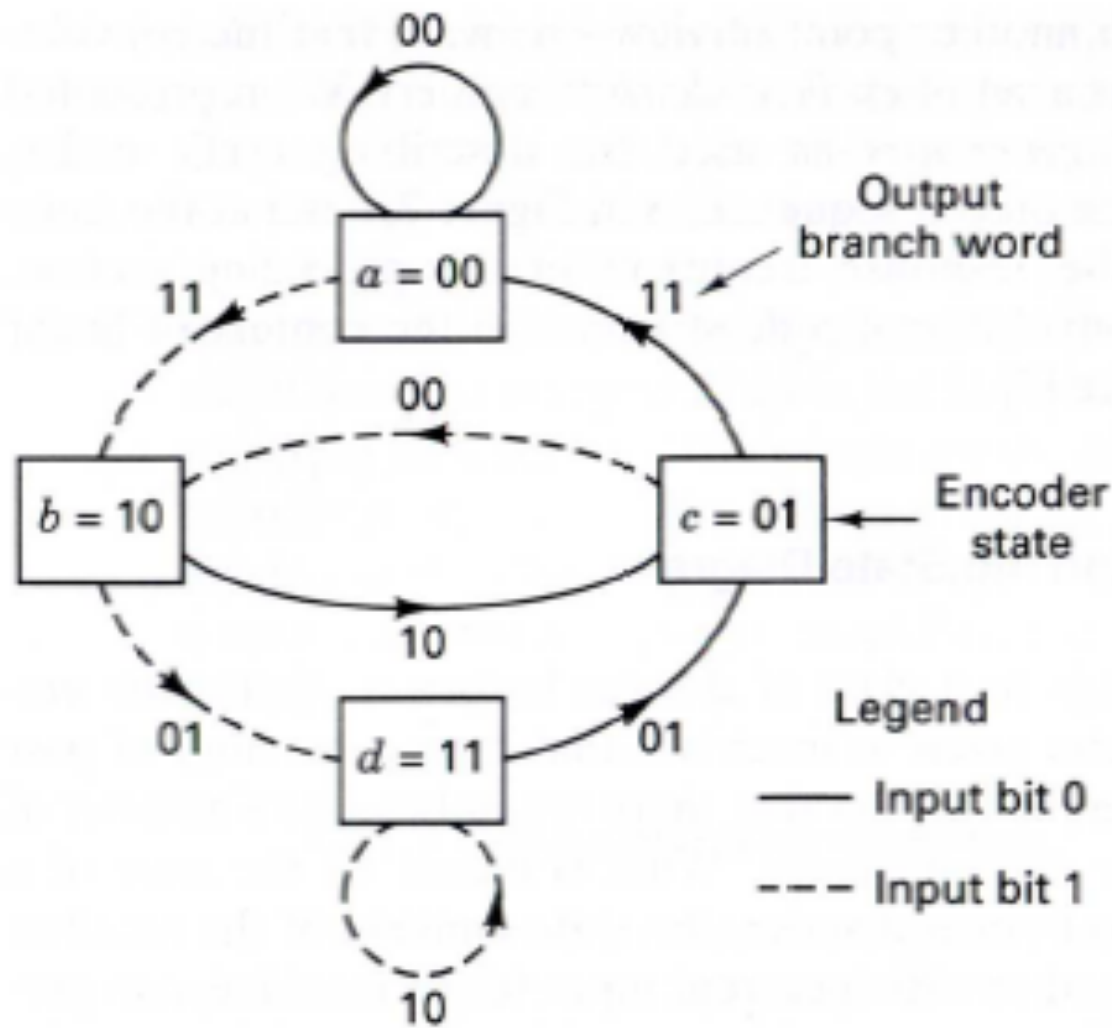 00
a = 00
Output
branch word
11
11
00
b = 10
c = 01
Encoder
state
10
01
d = 11
01
Legend
Input bit 0
Input bit 1
10